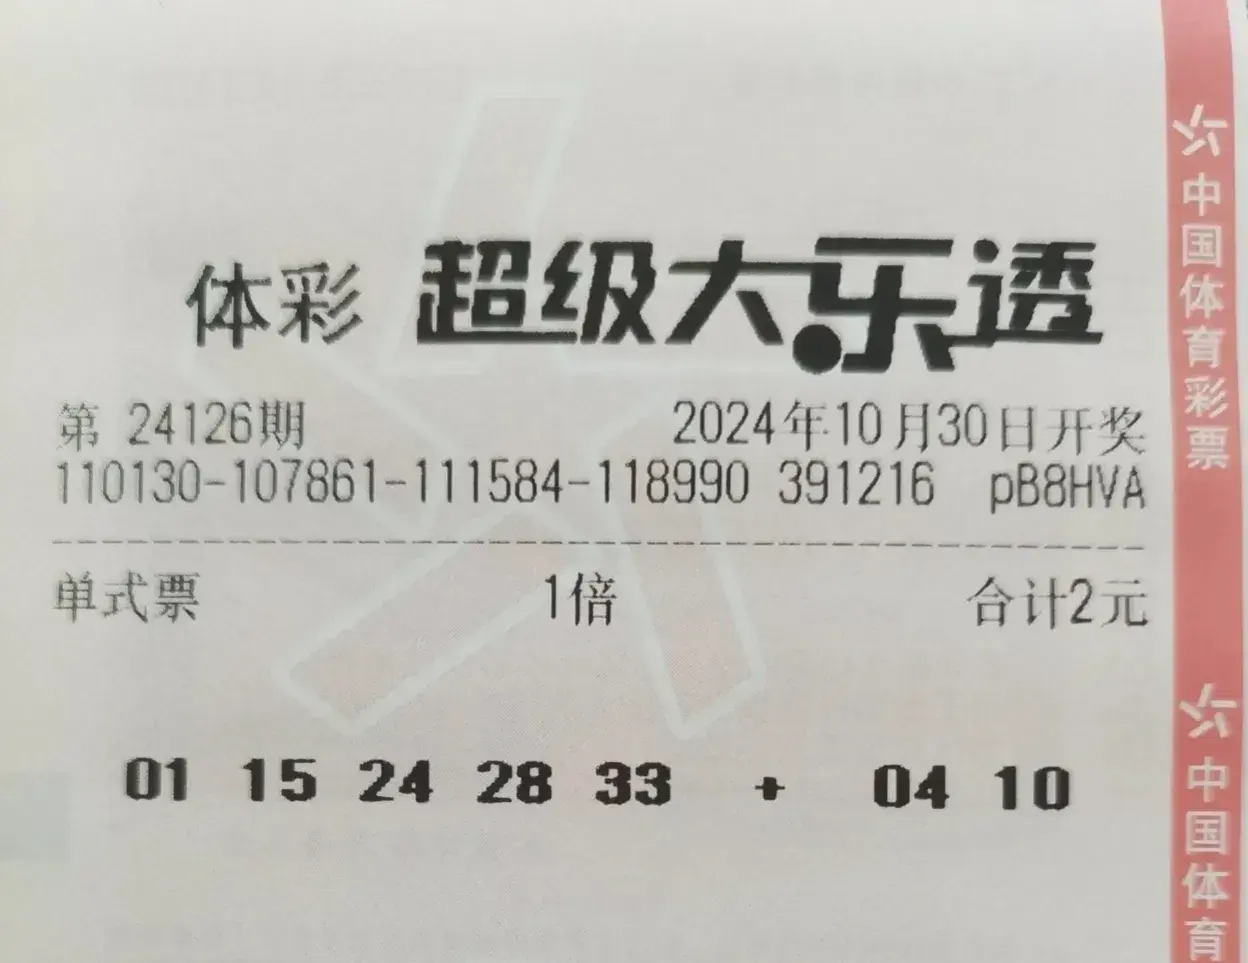 体彩 超级大乐透
第 24126期 2024年10月30日开奖
110130-107861-111584-118990 391216 pB8HVA
单式票 1倍 合计2元
01 15 24 28 33 + 04 10
中国体育彩票
中国体育